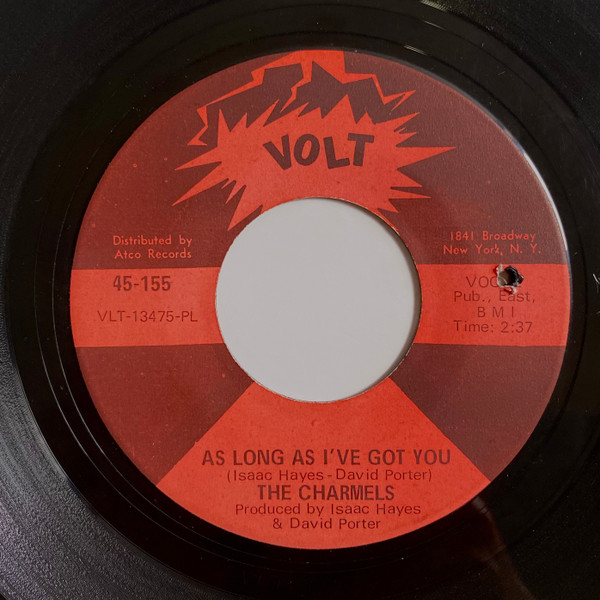 VOLT
Distributed by
Atco Records
1841 Broadway
New York, N. Y.
45-155
VLT-13475-PL
Pub., East,
B M I
Time: 2:37
AS LONG AS I'VE GOT YOU
(Isaac Hayes - David Porter)
THE CHARMELS
Produced by Isaac Hayes
& David Porter